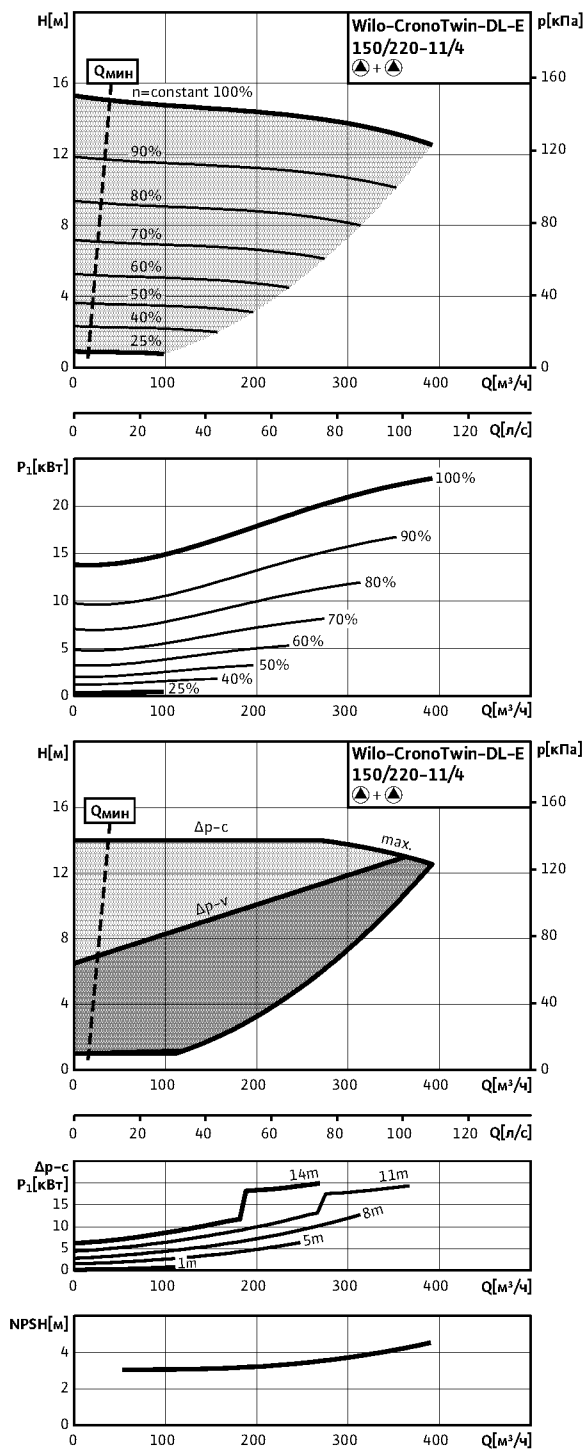 H[м]
p[кПа]
Wilo-CronoTwin-DL-E
150/220-11/4
+
Qмин
n=constant 100%
16
160
12
120
90%
80%
8
80
70%
60%
4
40
50%
40%
25%
0
0
0 100 200 300 400
Q[м³/ч]
0 20 40 60 80 100 120 Q[л/с]
P₁[кВт]
20
100%
15
90%
10
80%
70%
5
60%
50%
40%
25%
0
0 100 200 300 400
Q[м³/ч]
H[м]
p[кПа]
Wilo-CronoTwin-DL-E
150/220-11/4
+
Qмин
16
160
Δp-c
max.
12
120
Δp-v
8
80
4
40
0
0
0 100 200 300 400
Q[м³/ч]
0 20 40 60 80 100 120
Q[л/с]
Δp-c
P₁[кВт]
14m
11m
15
8m
10
5m
5
1m
0
0 100 200 300 400
Q[м³/ч]
NPSH[м]
4
2
0
0 100 200 300 400
Q[м³/ч]